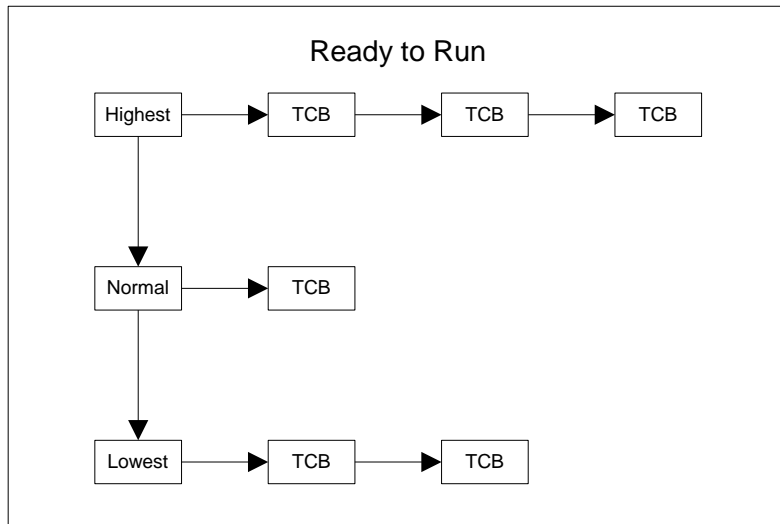 Ready to Run
Highest TCB TCB TCB
Normal TCB
Lowest TCB TCB